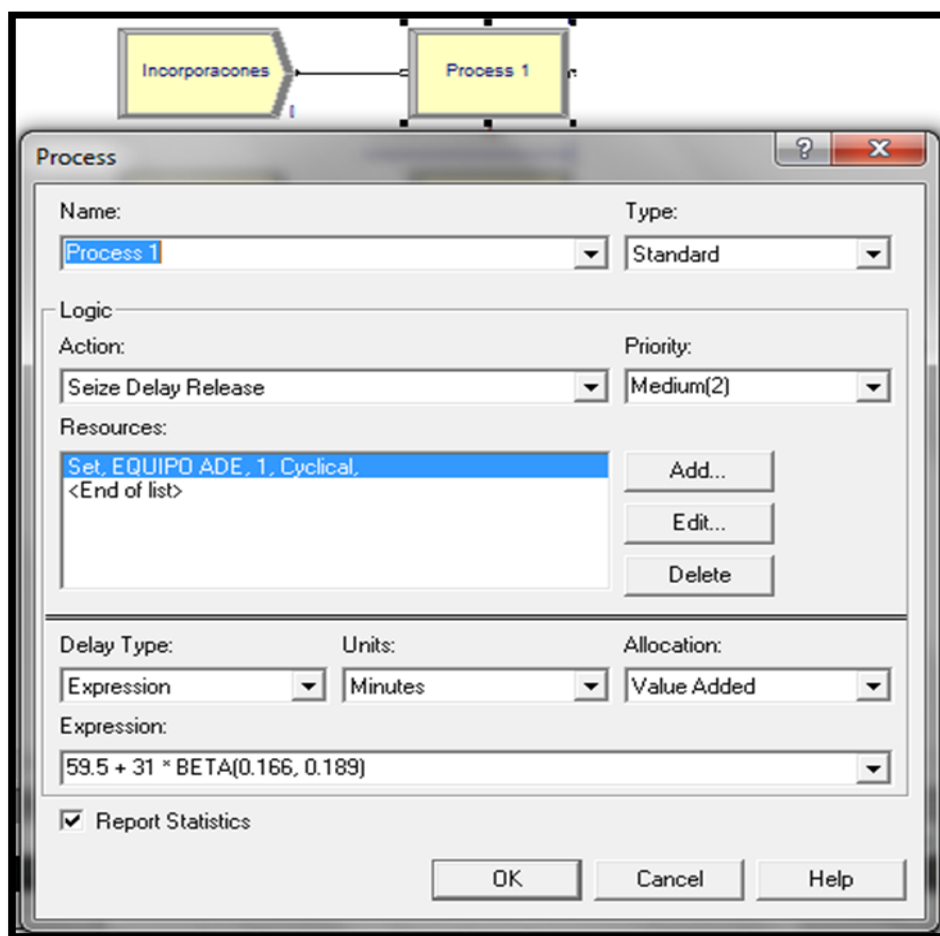 Incorporacones
Process 1
0
Process
?
X
Name:
Type:
Process 1
Standard
Logic
Action:
Priority:
Seize Delay Release
Medium(2)
Resources:
Set, EQUIPO ADE, 1, Cyclical,
<End of list>
Add...
Edit...
Delete
Delay Type:
Units:
Allocation:
Expression
Minutes
Value Added
Expression:
59.5 + 31 * BETA(0.166, 0.189)
Report Statistics
OK
Cancel
Help